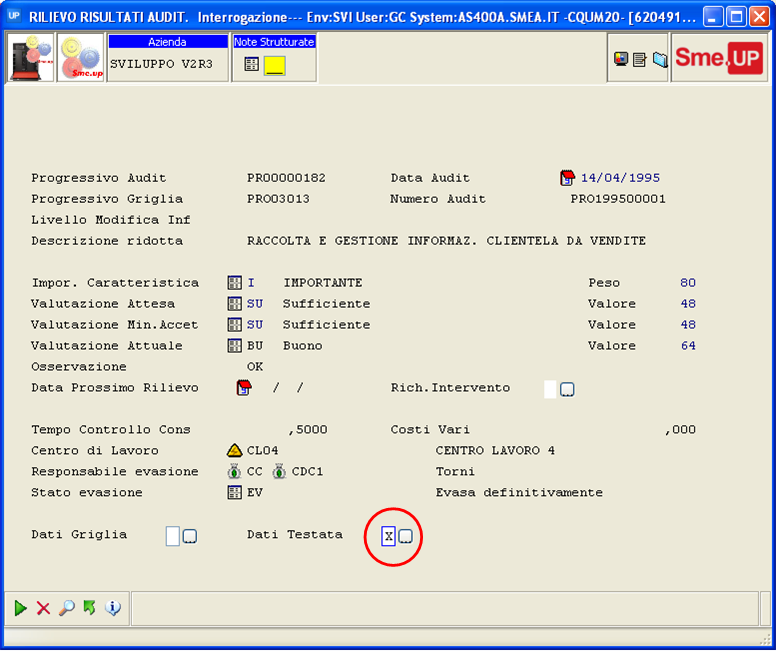 UP RILIEVO RISULTATI AUDIT. Interrogazione--- Env:SVI User:GC System:AS400A.SMEA.IT -CQUM20- [620491...
Sme.up Sme.up Azienda Note Strutturate Sme.UP
SVILUPPO V2R3
Progressivo Audit PRO0000182 Data Audit 14/04/1995
Progressivo Griglia PRO03013 Numero Audit PRO199500001
Livello Modifica Inf
Descrizione ridotta RACCOLTA E GESTIONE INFORMAZ. CLIENTELA DA VENDITE
Impor. Caratteristica I IMPORTANTE Peso 80
Valutazione Attesa SU Sufficiente Valore 48
Valutazione Min.Accet SU Sufficiente Valore 48
Valutazione Attuale BU Buono Valore 64
Osservazione OK
Data Prossimo Rilievo / / Rich.Intervento ...
Tempo Controllo Cons ,5000 Costi Vari ,000
Centro di Lavoro CL04 CENTRO LAVORO 4
Responsabile evasione CC CDC1 Torni
Stato evasione EV Evasa definitivamente
Dati Griglia ... Dati Testata X ...